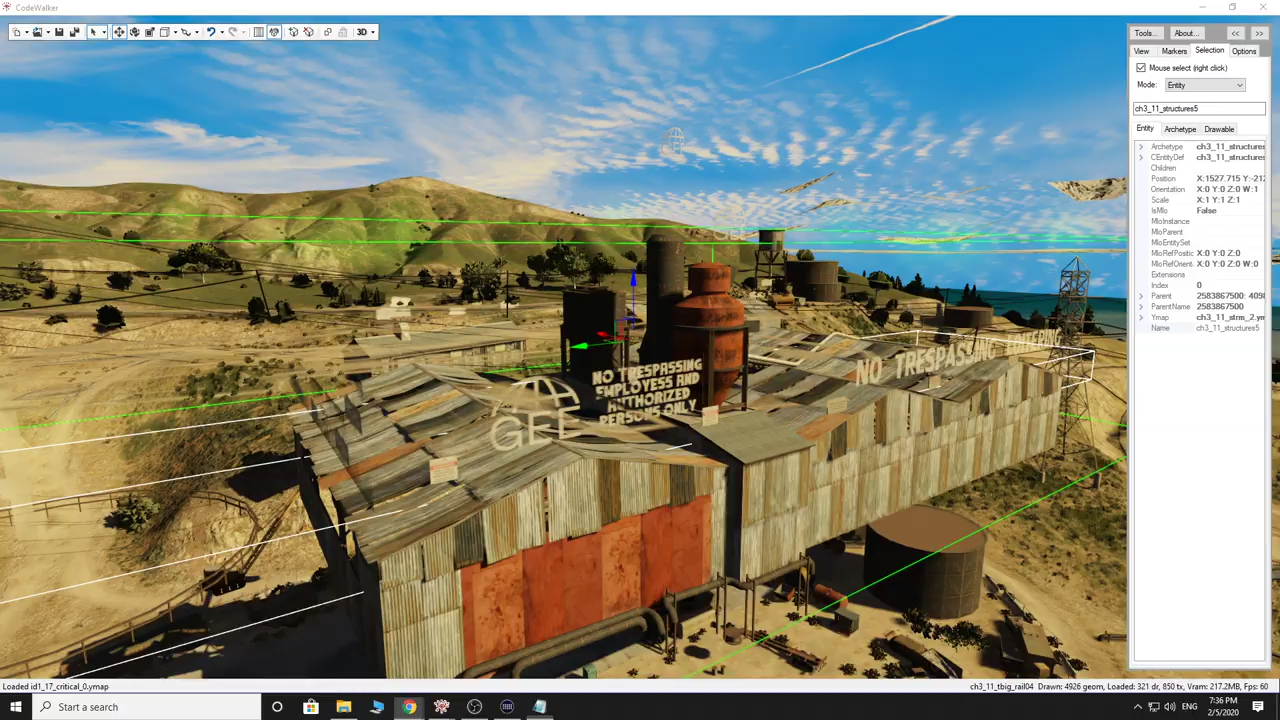 CodeWalker
3D
Tools...
About...
<<
>>
View
Markers
Selection
Options
Mouse select (right click)
Mode:
Entity
ch3_11_structures5
Entity
Archetype
Drawable
Archetype ch3_11_structures
CEntityDef ch3_11_structures
Children
Position X:1527.715 Y:-212
Orientation X:0 Y:0 Z:0 W:1
Scale X:1 Y:1 Z:1
IsMlo False
MloInstance
MloParent
MloEntitySet
MloRefPositic X:0 Y:0 Z:0
MloRefOrient X:0 Y:0 Z:0 W:0
Extensions
Index 0
Parent 2583867500: 4098
ParentName 2583867500
Ymap ch3_11_strm_2.ym
Name ch3_11_structures5
GEE
NO TRESPASSING
EMPLOYESS AND
AUTHORIZED
PERSONS ONLY
NO TRESPASSING
GEE
Loaded id1_17_critical_0.ymap
ch3_11_tbig_rail04 Drawn: 4926 geom, Loaded: 321 dr, 850 tx, Vram: 217.2MB, Fps: 60
Start a search
ENG
7:36 PM
2/5/2020